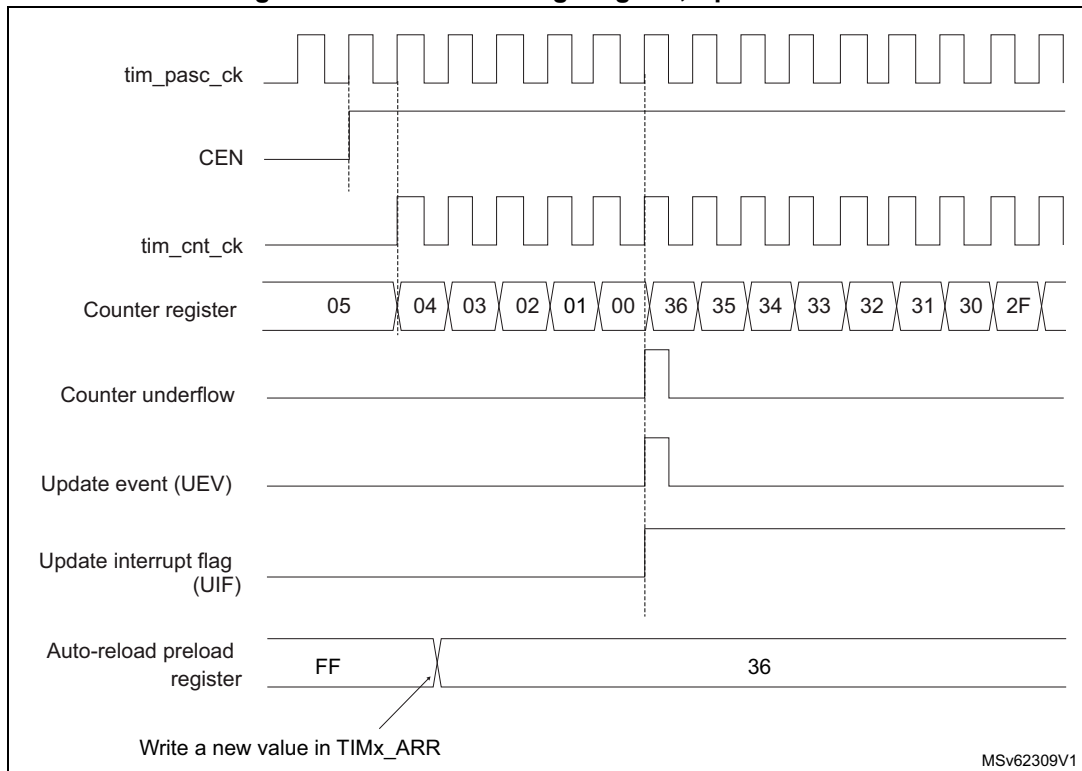 tim_pasc_ck
CEN
tim_cnt_ck
Counter register 05 04 03 02 01 00 36 35 34 33 32 31 30 2F
Counter underflow
Update event (UEV)
Update interrupt flag
(UIF)
Auto-reload preload
register FF 36
Write a new value in TIMx_ARR
MSv62309V1